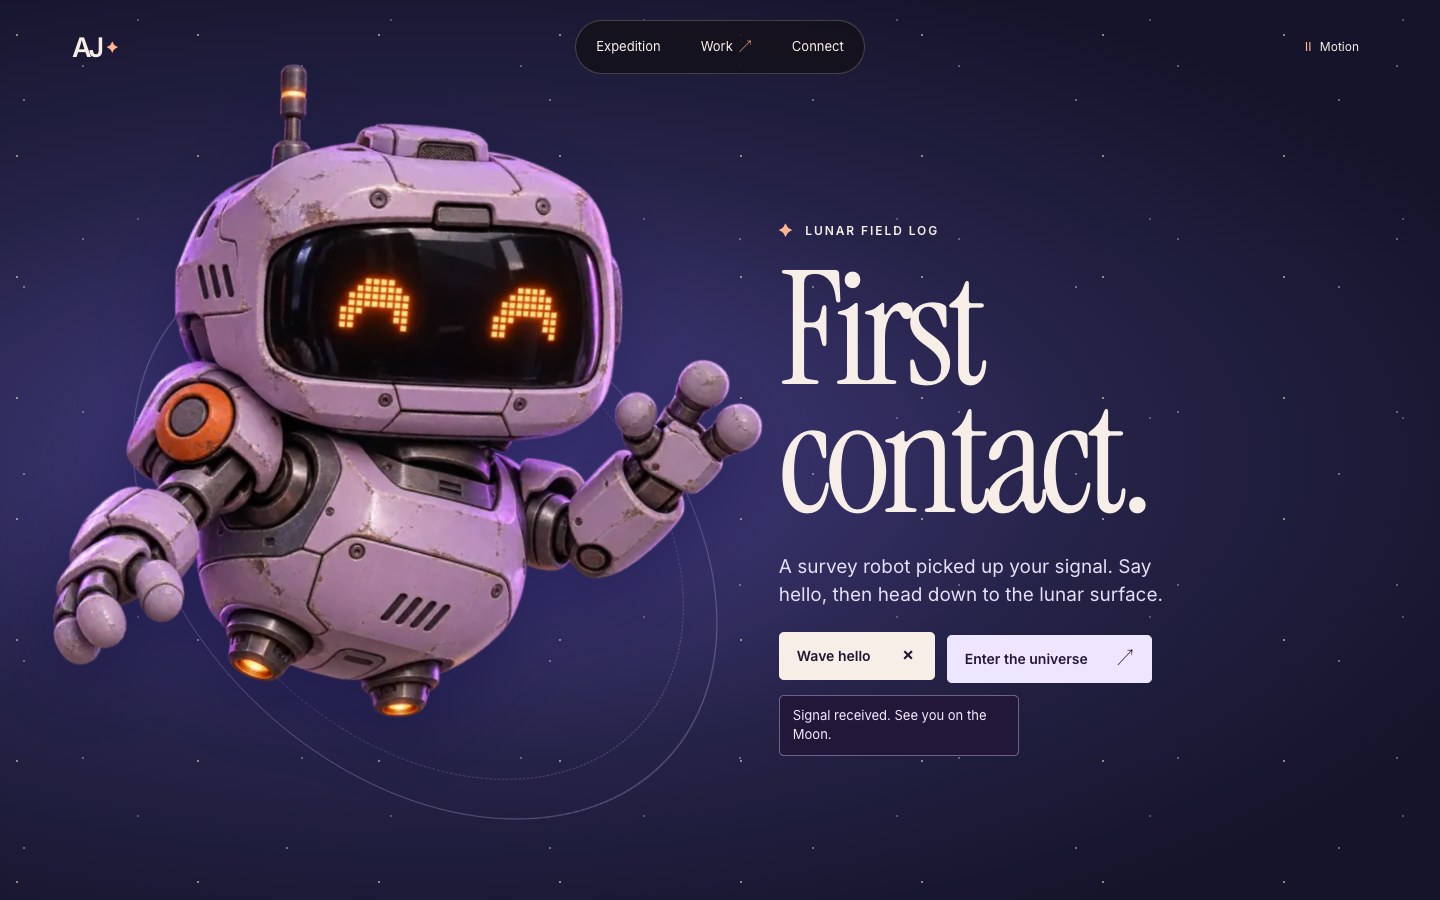 AJ
Expedition
Work
Connect
Motion
LUNAR FIELD LOG
First
contact.
A survey robot picked up your signal. Say
hello, then head down to the lunar surface.
Wave hello
Enter the universe
Signal received. See you on the
Moon.